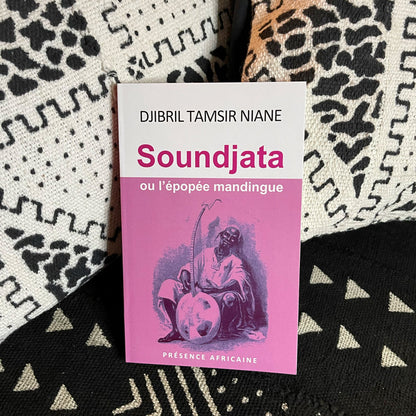 DJIBRIL TAMSIR NIANE
Soundjata
ou l'épopée mandingue
PRÉSENCE AFRICAINE